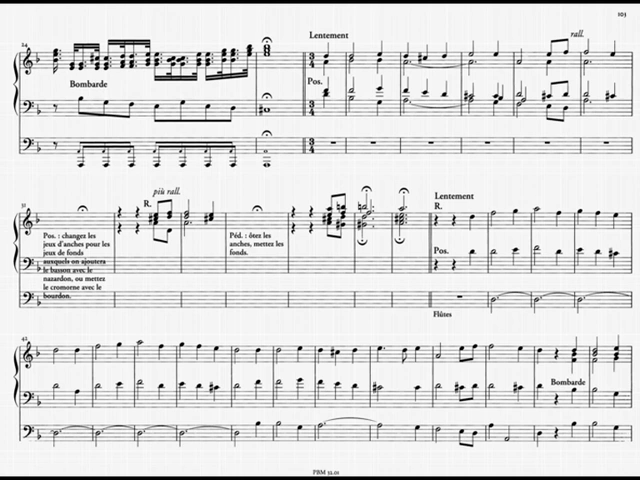 103
Lentement
rall.
24
Bombarde
Pos.
più rall.
Lentement
R.
R.
31
Pos. : changez les
jeux d'anches pour les
jeux de fonds
auxquels on ajoutera
le basson avec le
nazardon, ou mettez
le cromorne avec le
bourdon.
Péd. : ôtez les
anches, mettez les
fonds.
Pos.
Flûtes
42
Bombarde
PBM 32.01